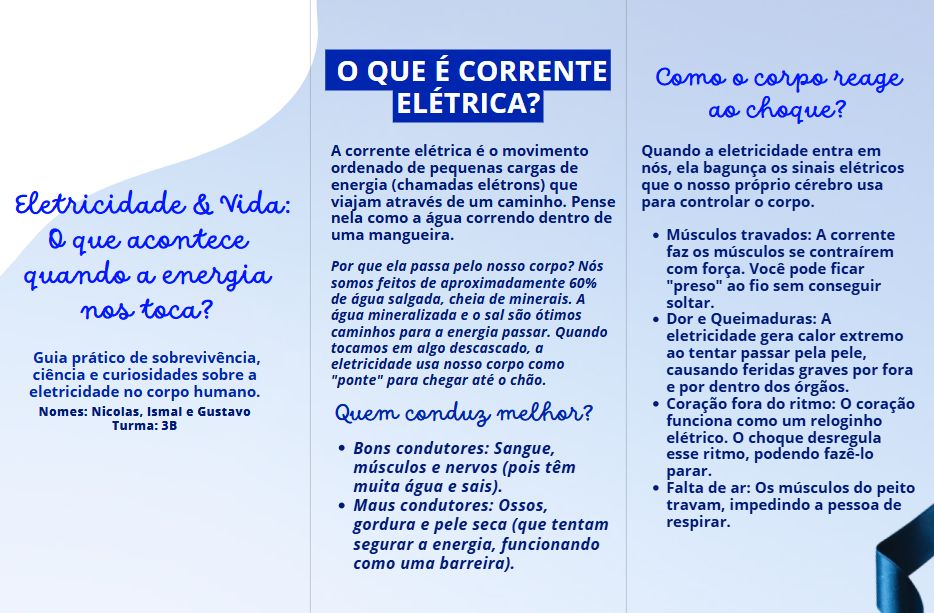 Eletricidade & Vida:
O que acontece
quando a energia
nos toca?
Guia prático de sobrevivência,
ciência e curiosidades sobre a
eletricidade no corpo humano.
Nomes: Nicolas, Ismal e Gustavo
Turma: 3B
O QUE É CORRENTE
ELÉTRICA?
A corrente elétrica é o movimento
ordenado de pequenas cargas de
energia (chamadas elétrons) que
viajam através de um caminho. Pense
nela como a água correndo dentro de
uma mangueira.
Por que ela passa pelo nosso corpo? Nós
somos feitos de aproximadamente 60%
de água salgada, cheia de minerais. A
água mineralizada e o sal são ótimos
caminhos para a energia passar. Quando
tocamos em algo descascado, a
eletricidade usa nosso corpo como
"ponte" para chegar até o chão.
Quem conduz melhor?
• Bons condutores: Sangue,
músculos e nervos (pois têm
muita água e sais).
• Maus condutores: Ossos,
gordura e pele seca (que tentam
segurar a energia, funcionando
como uma barreira).
Como o corpo reage
ao choque?
Quando a eletricidade entra em
nós, ela bagunça os sinais elétricos
que o nosso próprio cérebro usa
para controlar o corpo.
• Músculos travados: A corrente
faz os músculos se contraírem
com força. Você pode ficar
"preso" ao fio sem conseguir
soltar.
• Dor e Queimaduras: A
eletricidade gera calor extremo
ao tentar passar pela pele,
causando feridas graves por fora
e por dentro dos órgãos.
• Coração fora do ritmo: O coração
funciona como um reloginho
elétrico. O choque desregula
esse ritmo, podendo fazê-lo
parar.
• Falta de ar: Os músculos do peito
travam, impedindo a pessoa de
respirar.